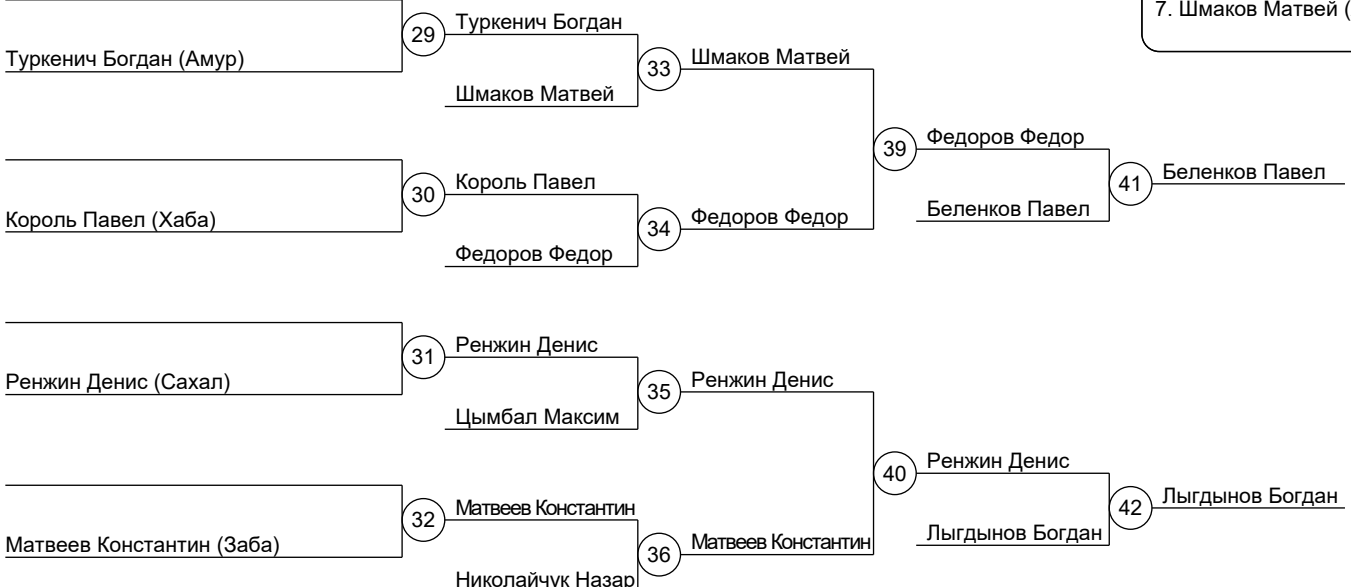 7. Шмаков Матвей (
Туркенич Богдан (Амур)
29
Туркенич Богдан
Шмаков Матвей
33
Шмаков Матвей
Король Павел (Хаба)
30
Король Павел
Федоров Федор
34
Федоров Федор
39
Федоров Федор
Беленков Павел
41
Беленков Павел
Ренжин Денис (Сахал)
31
Ренжин Денис
Цымбал Максим
35
Ренжин Денис
Матвеев Константин (Заба)
32
Матвеев Константин
Николайчук Назар
36
Матвеев Константин
40
Ренжин Денис
Лыгдынов Богдан
42
Лыгдынов Богдан